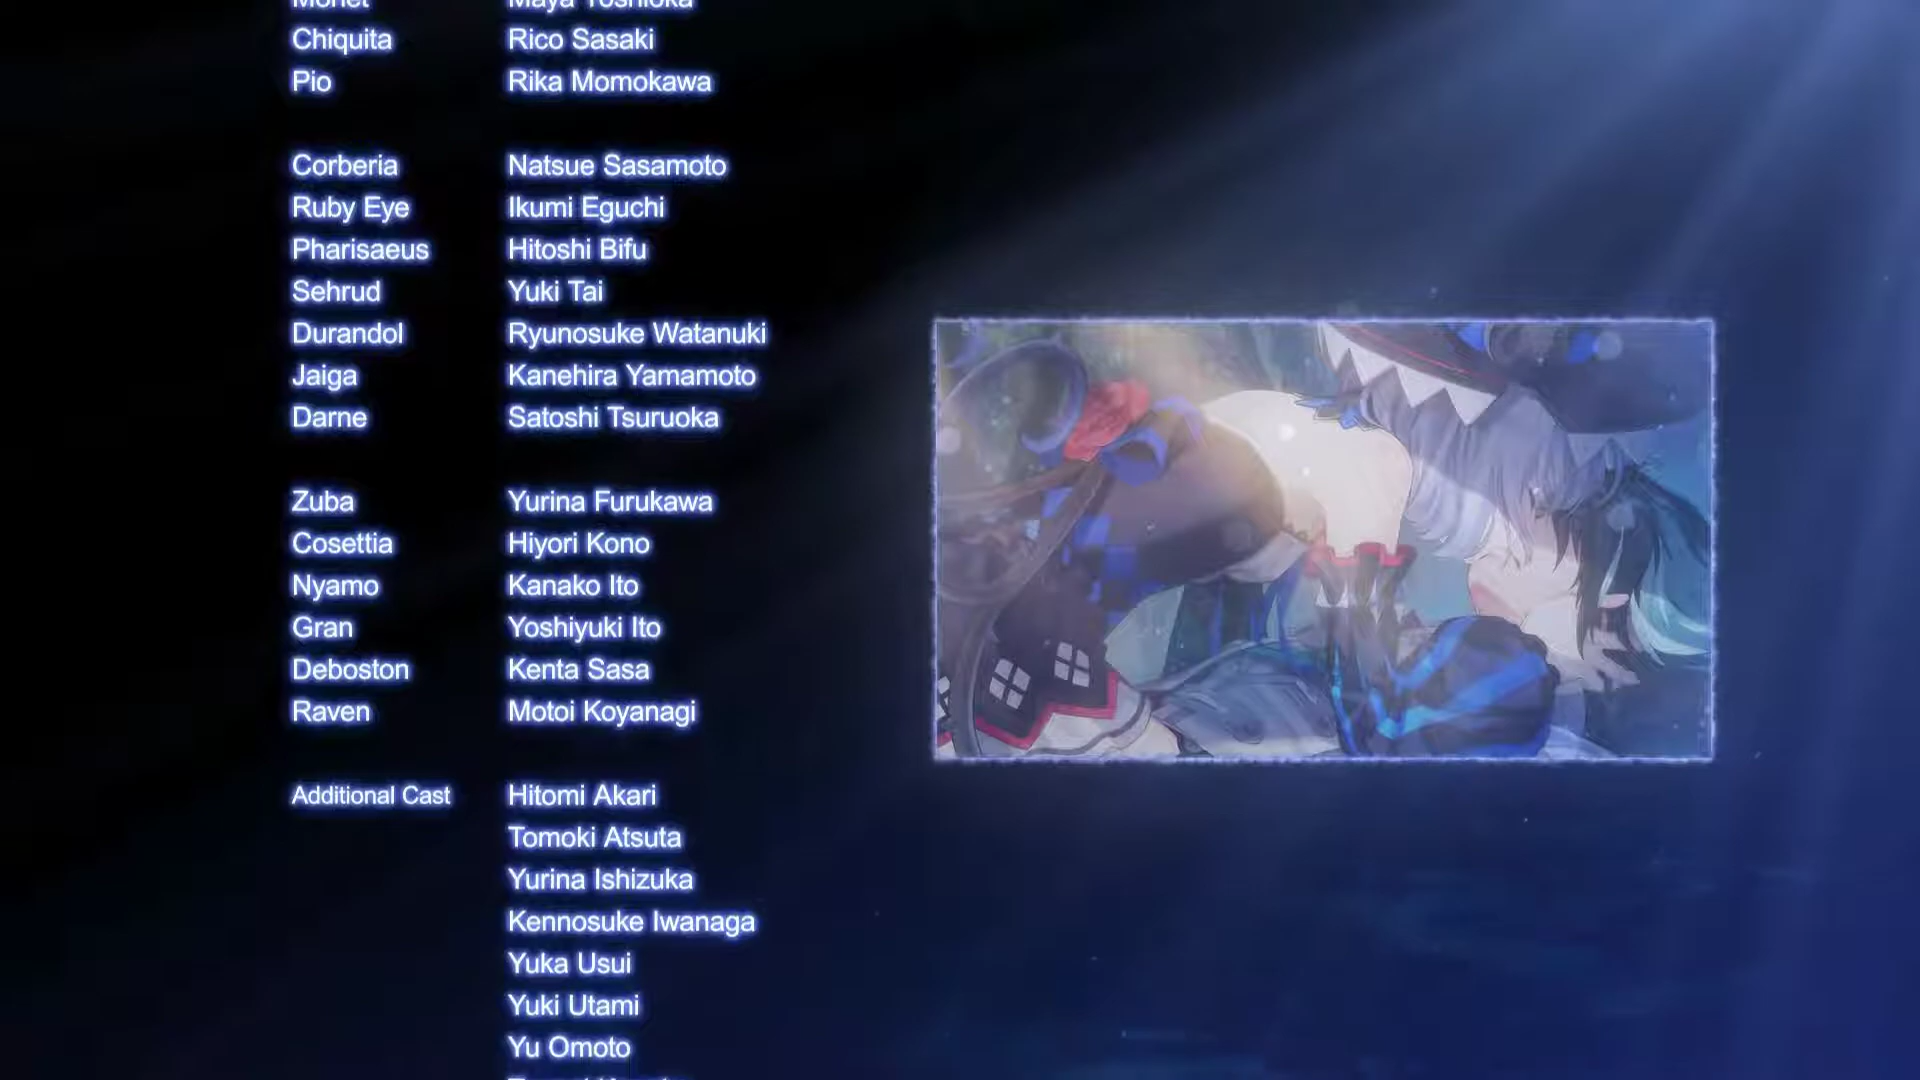 Monet Maya Yoshioka
Chiquita Rico Sasaki
Pio Rika Momokawa
Corberia Natsue Sasamoto
Ruby Eye Ikumi Eguchi
Pharisaeus Hitoshi Bifu
Sehrud Yuki Tai
Durandol Ryunosuke Watanuki
Jaiga Kanehira Yamamoto
Darne Satoshi Tsuruoka
Zuba Yurina Furukawa
Cosettia Hiyori Kono
Nyamo Kanako Ito
Gran Yoshiyuki Ito
Deboston Kenta Sasa
Raven Motoi Koyanagi
Additional Cast Hitomi Akari
Tomoki Atsuta
Yurina Ishizuka
Kennosuke Iwanaga
Yuka Usui
Yuki Utami
Yu Omoto